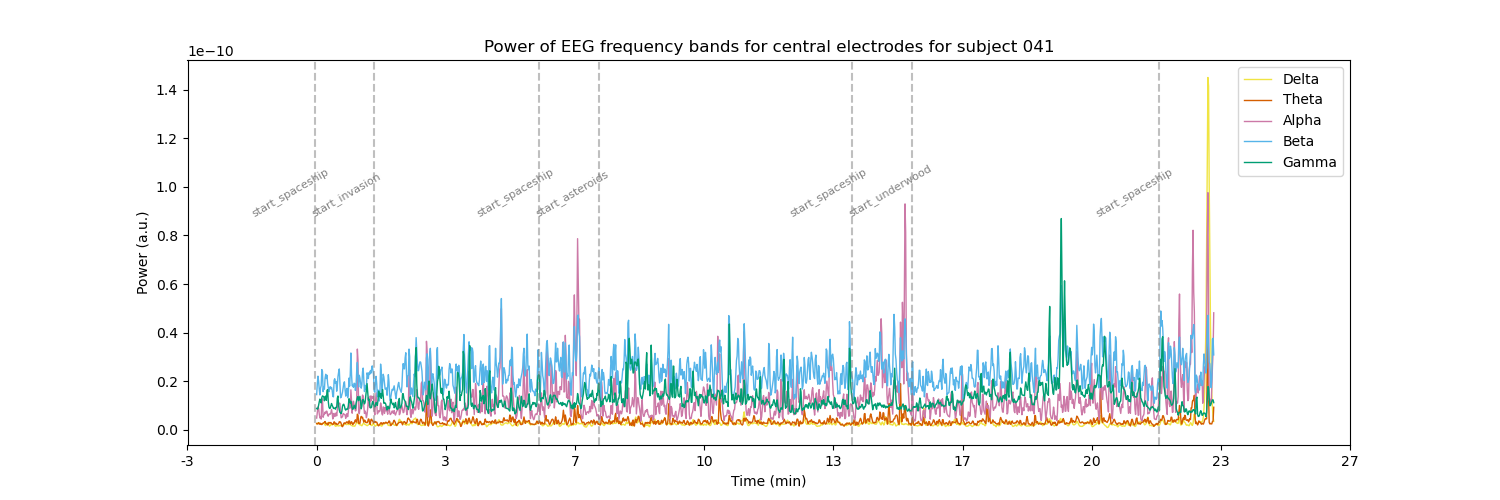 Power of EEG frequency bands for central electrodes for subject 041
1e−10
Power (a.u.)
1.4
1.2
1.0
0.8
0.6
0.4
0.2
0.0
start_spaceship
start_invasion
start_spaceship
start_asteroids
start_spaceship
start_underwood
start_spaceship
Delta
Theta
Alpha
Beta
Gamma
-3 0 3 7 10 13 17 20 23 27
Time (min)